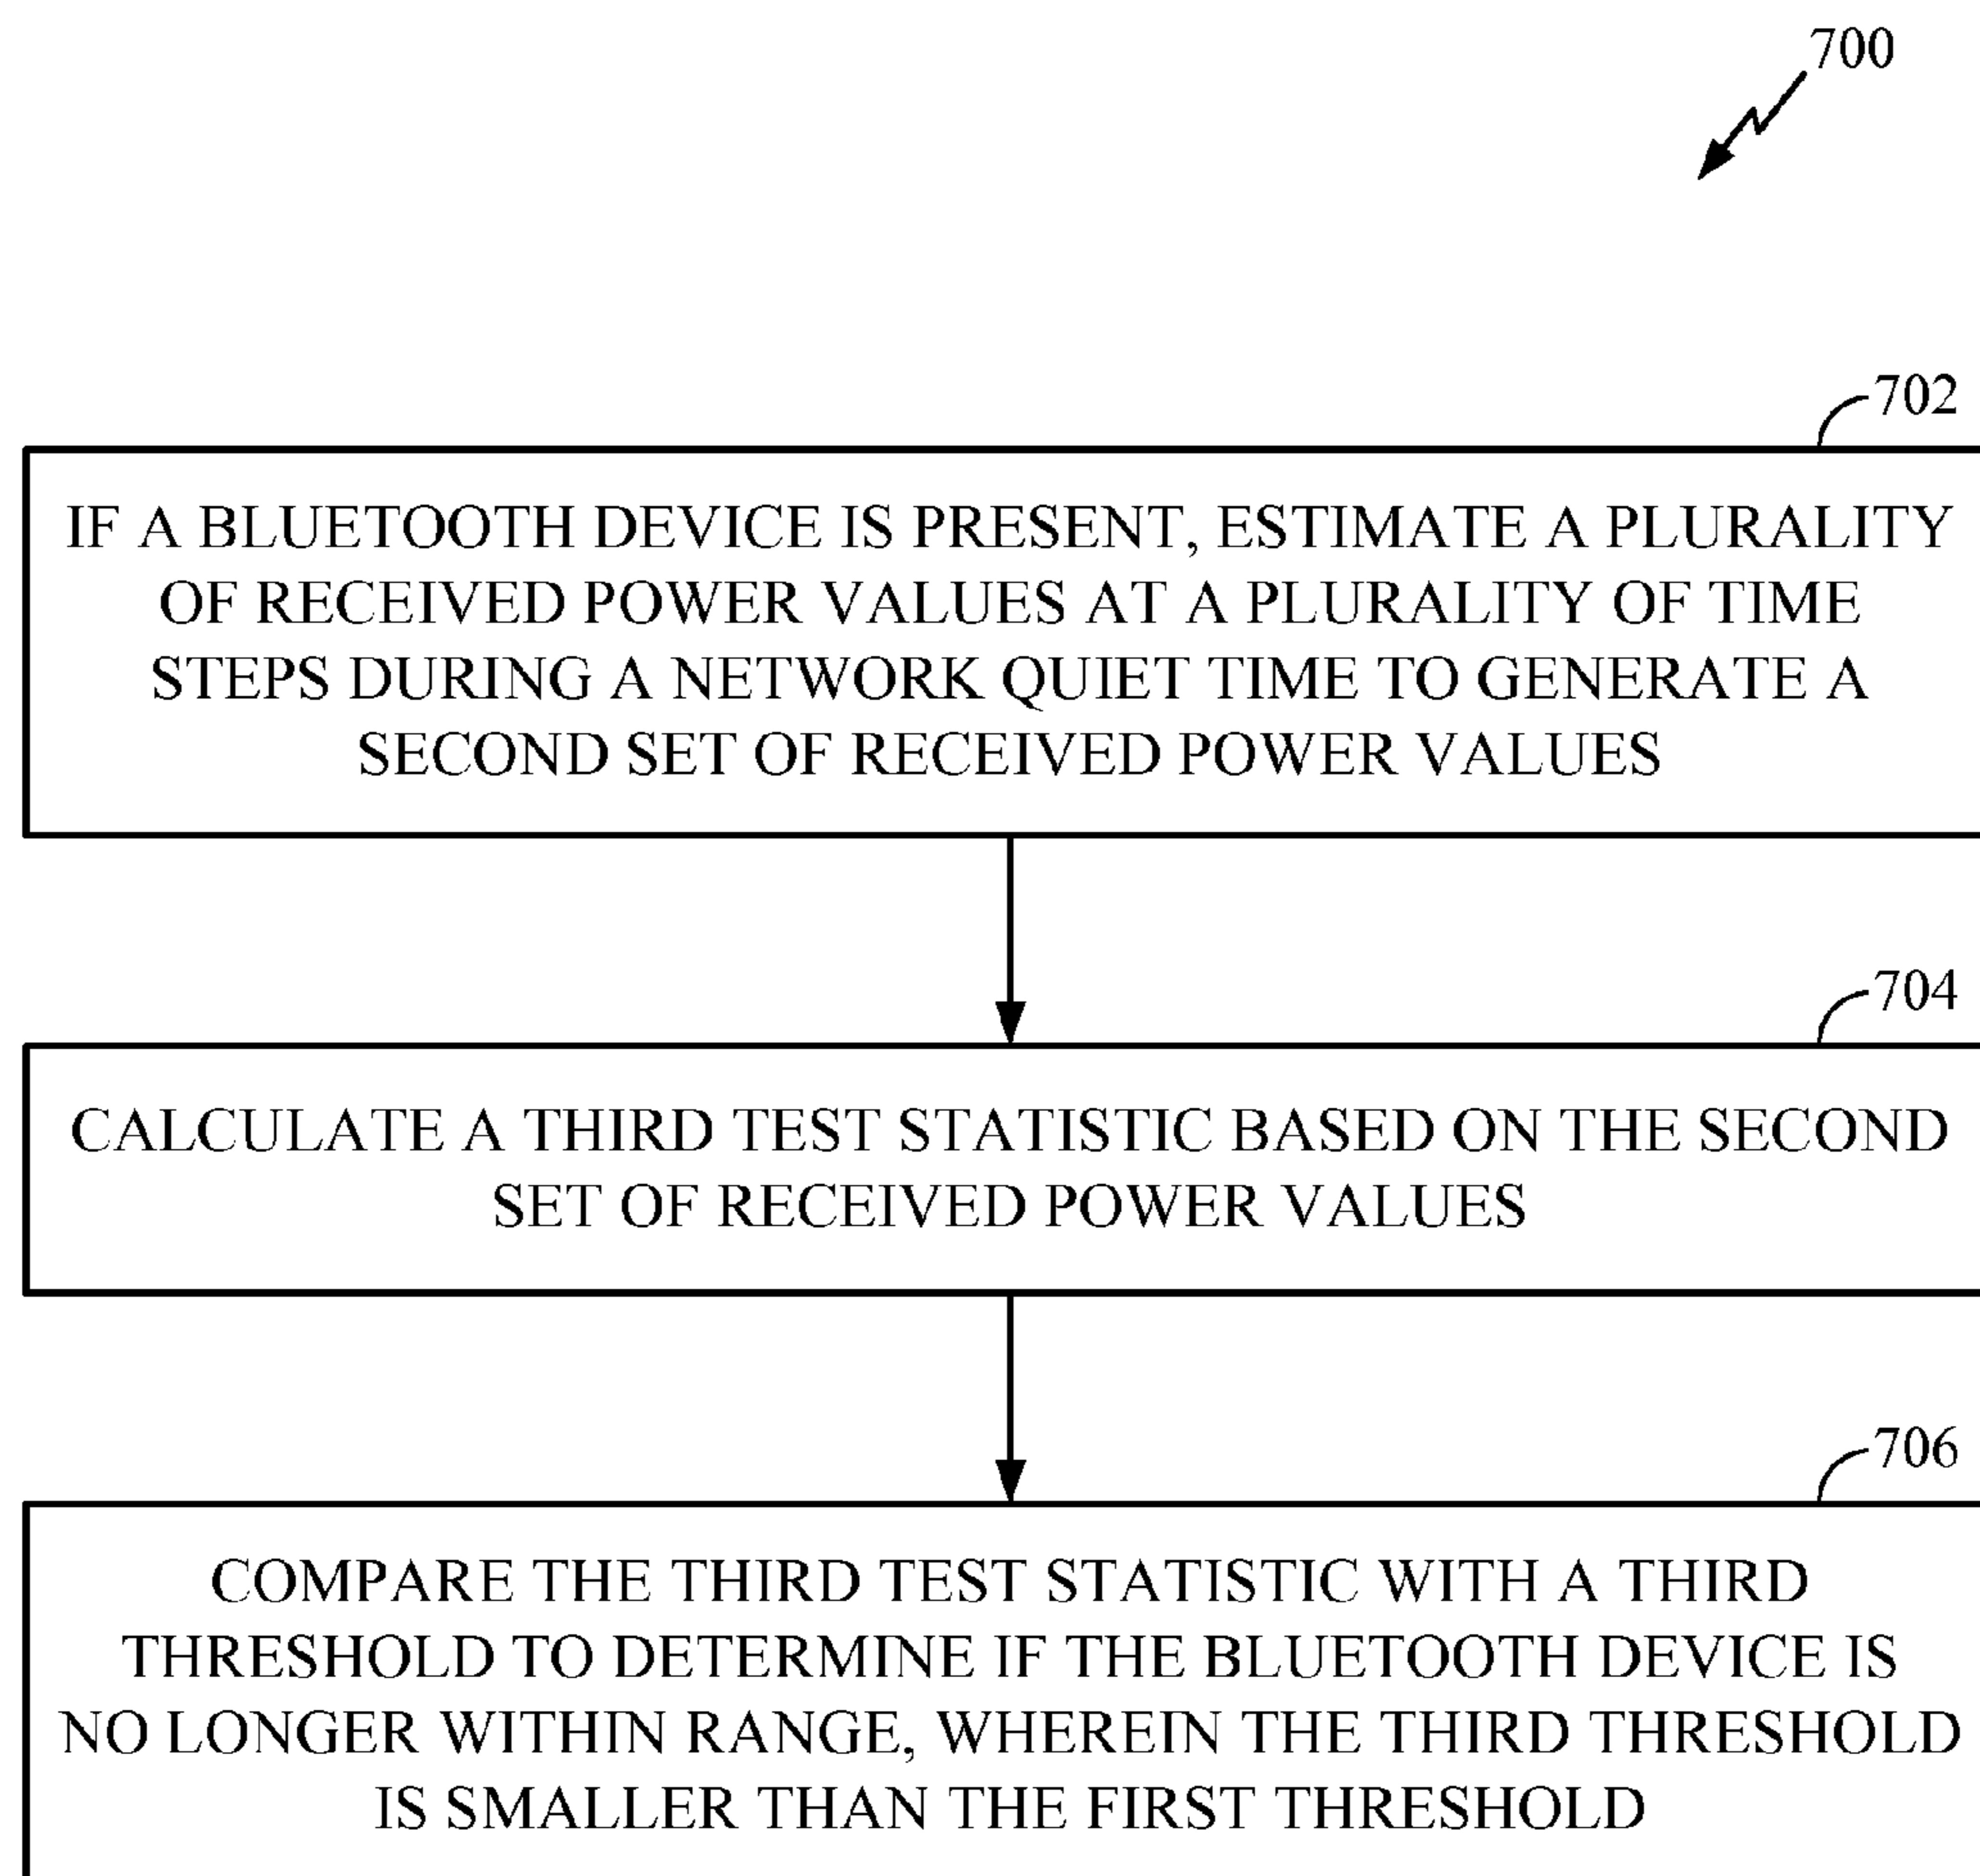 700
702
IF A BLUETOOTH DEVICE IS PRESENT, ESTIMATE A PLURALITY
OF RECEIVED POWER VALUES AT A PLURALITY OF TIME
STEPS DURING A NETWORK QUIET TIME TO GENERATE A
SECOND SET OF RECEIVED POWER VALUES
704
CALCULATE A THIRD TEST STATISTIC BASED ON THE SECOND
SET OF RECEIVED POWER VALUES
706
COMPARE THE THIRD TEST STATISTIC WITH A THIRD
THRESHOLD TO DETERMINE IF THE BLUETOOTH DEVICE IS
NO LONGER WITHIN RANGE, WHEREIN THE THIRD THRESHOLD
IS SMALLER THAN THE FIRST THRESHOLD